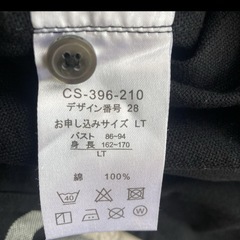 CS-396-210
デザイン番号 28
お申し込みサイズ LT
バスト 86~94
身長 162~170
LT
綿 100%
40